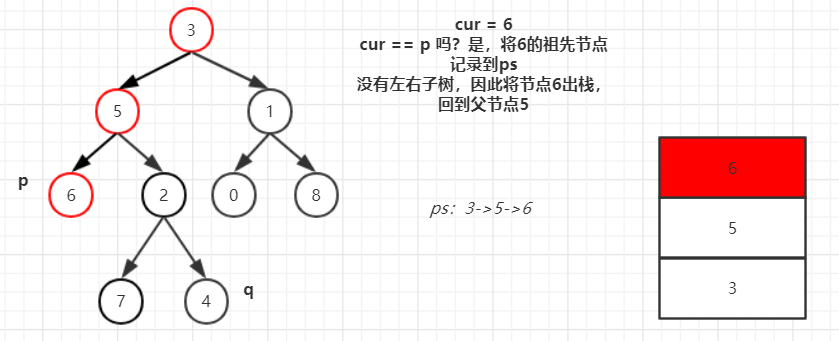 cur = 6
cur == p 吗？是，将6的祖先节点
记录到ps
没有左右子树，因此将节点6出栈，
回到父节点5
3
5
1
p
6
2
0
8
7
4
q
ps：3->5->6
6
5
3